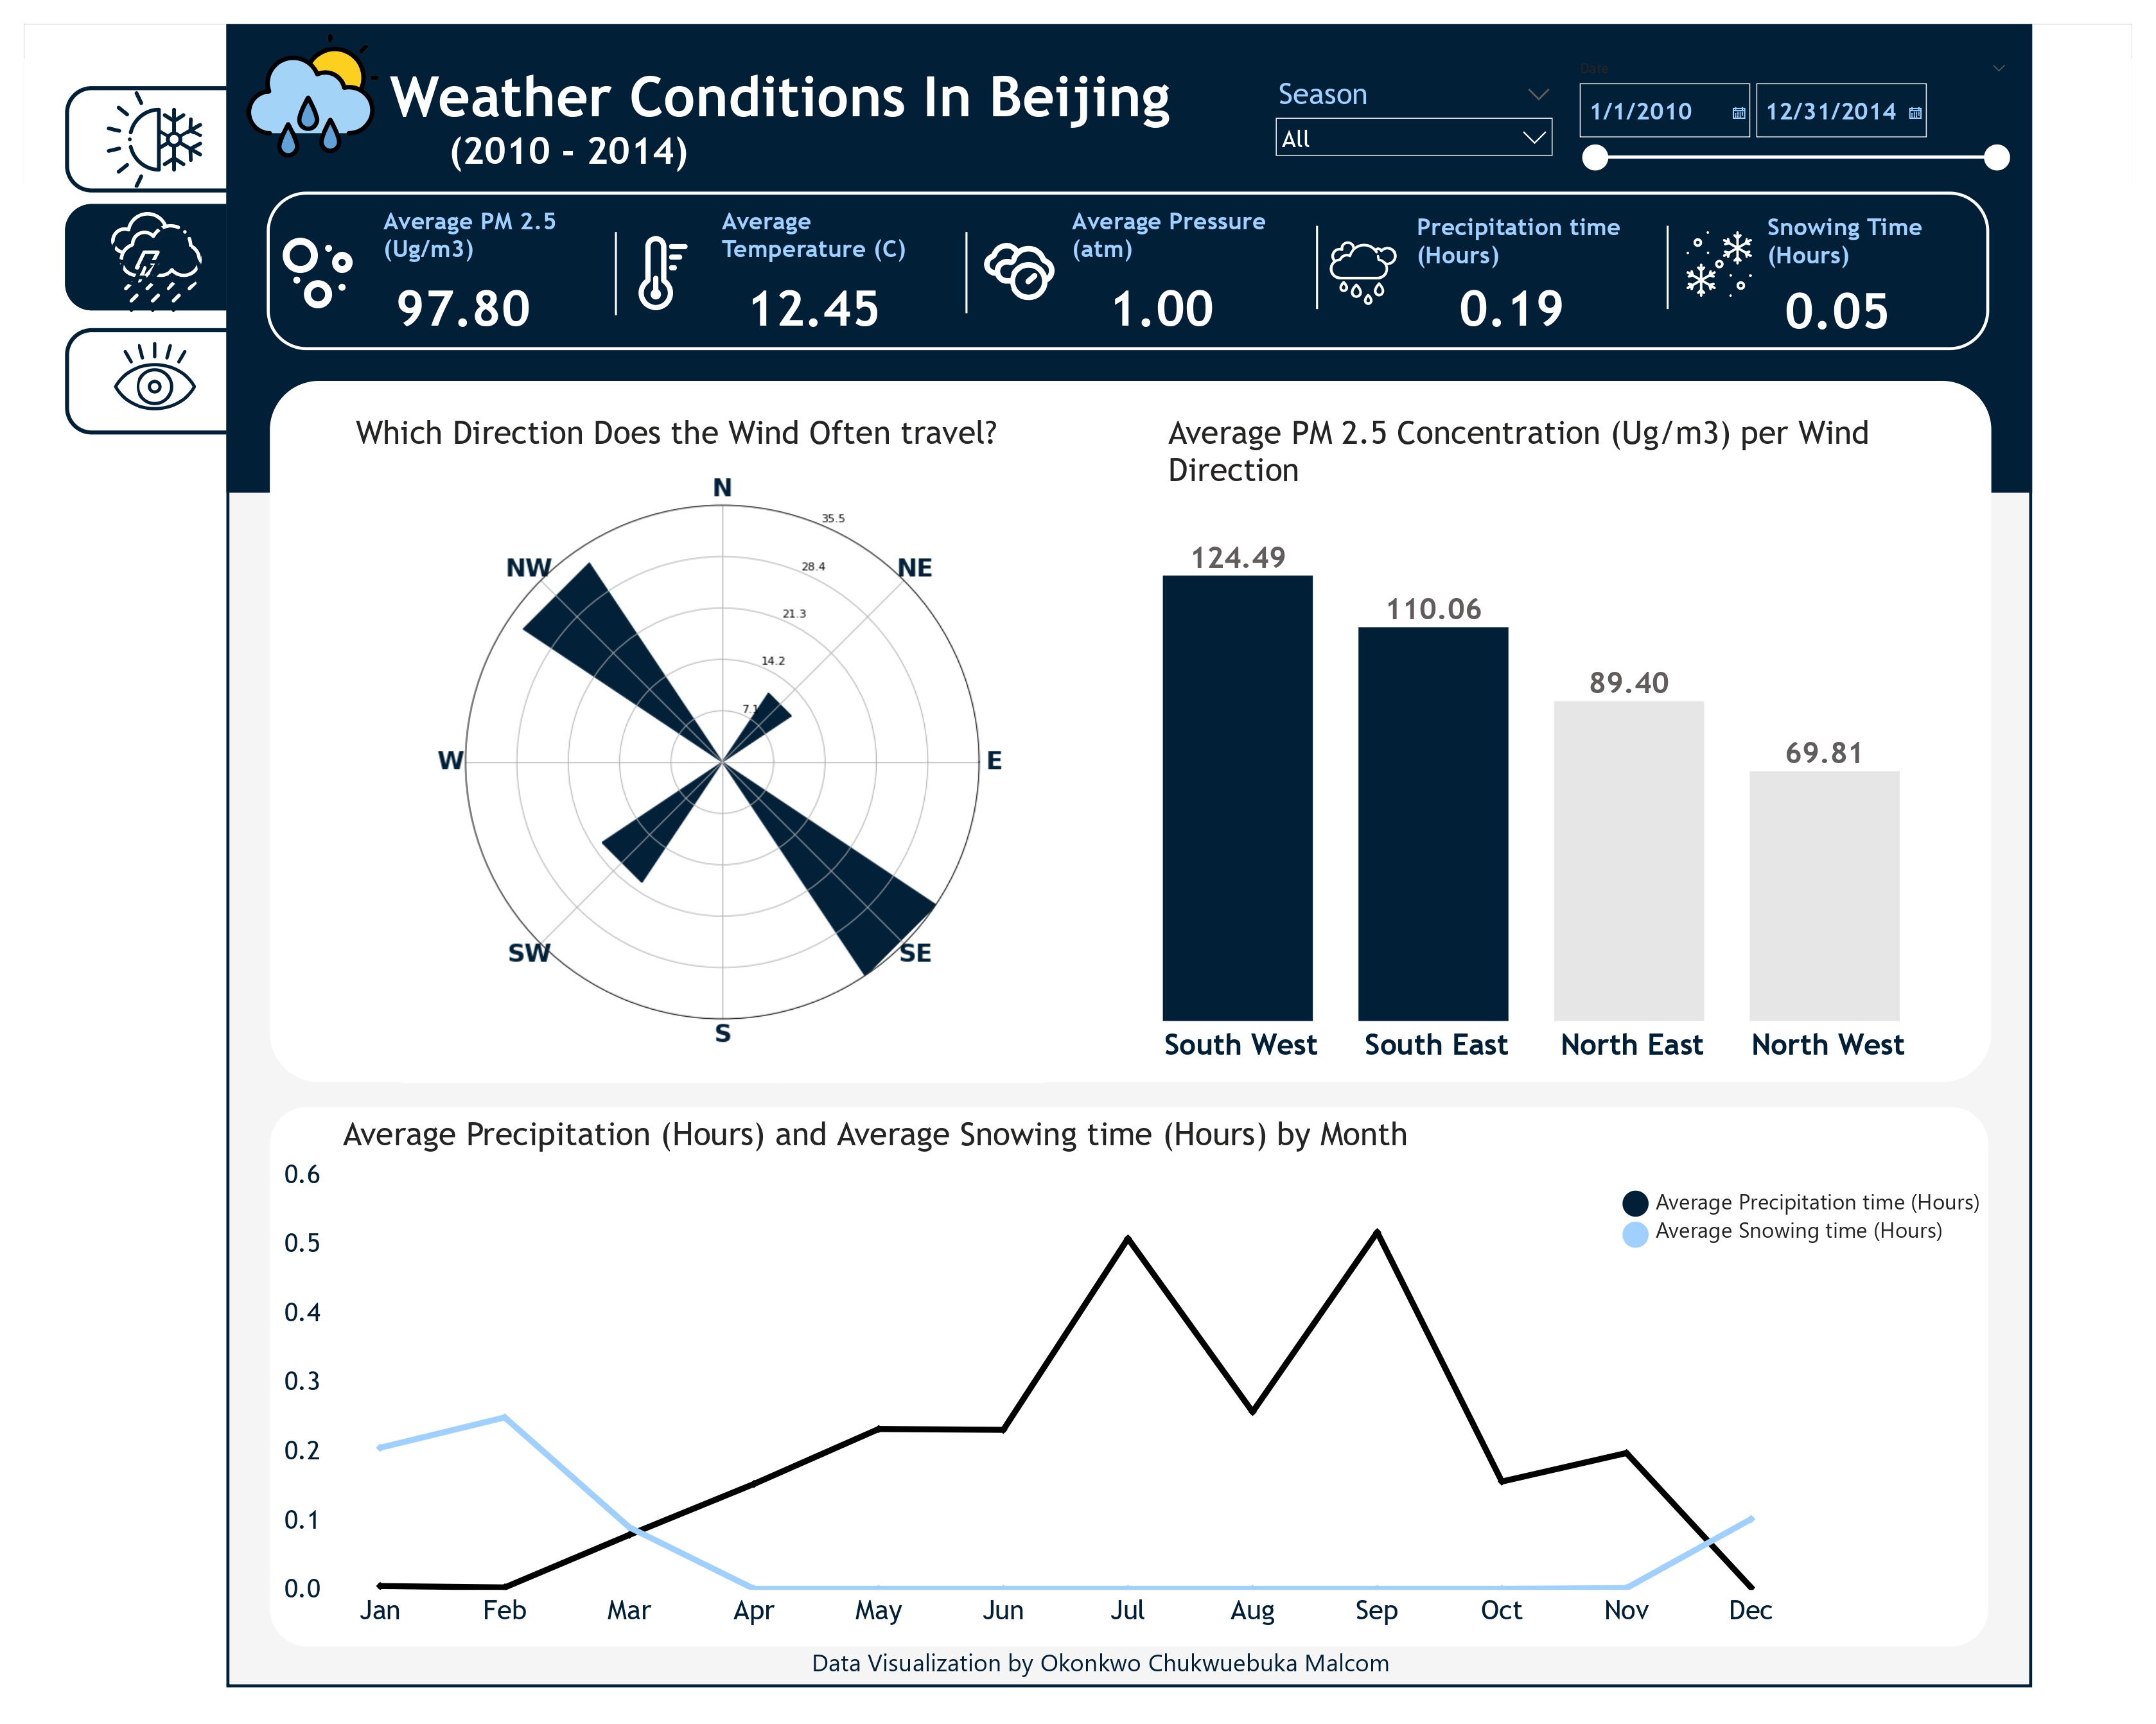 Weather Conditions In Beijing
(2010 - 2014)
Season
All
Date
1/1/2010
12/31/2014
Average PM 2.5
(Ug/m3)
97.80
Average
Temperature (C)
12.45
Average Pressure
(atm)
1.00
Precipitation time
(Hours)
0.19
Snowing Time
(Hours)
0.05
Which Direction Does the Wind Often travel?
N
NE
E
SE
S
SW
W
NW
35.5
28.4
21.3
14.2
7.1
Average PM 2.5 Concentration (Ug/m3) per Wind
Direction
124.49
110.06
89.40
69.81
South West
South East
North East
North West
Average Precipitation (Hours) and Average Snowing time (Hours) by Month
Average Precipitation time (Hours)
Average Snowing time (Hours)
0.6
0.5
0.4
0.3
0.2
0.1
0.0
Jan
Feb
Mar
Apr
May
Jun
Jul
Aug
Sep
Oct
Nov
Dec
Data Visualization by Okonkwo Chukwuebuka Malcom